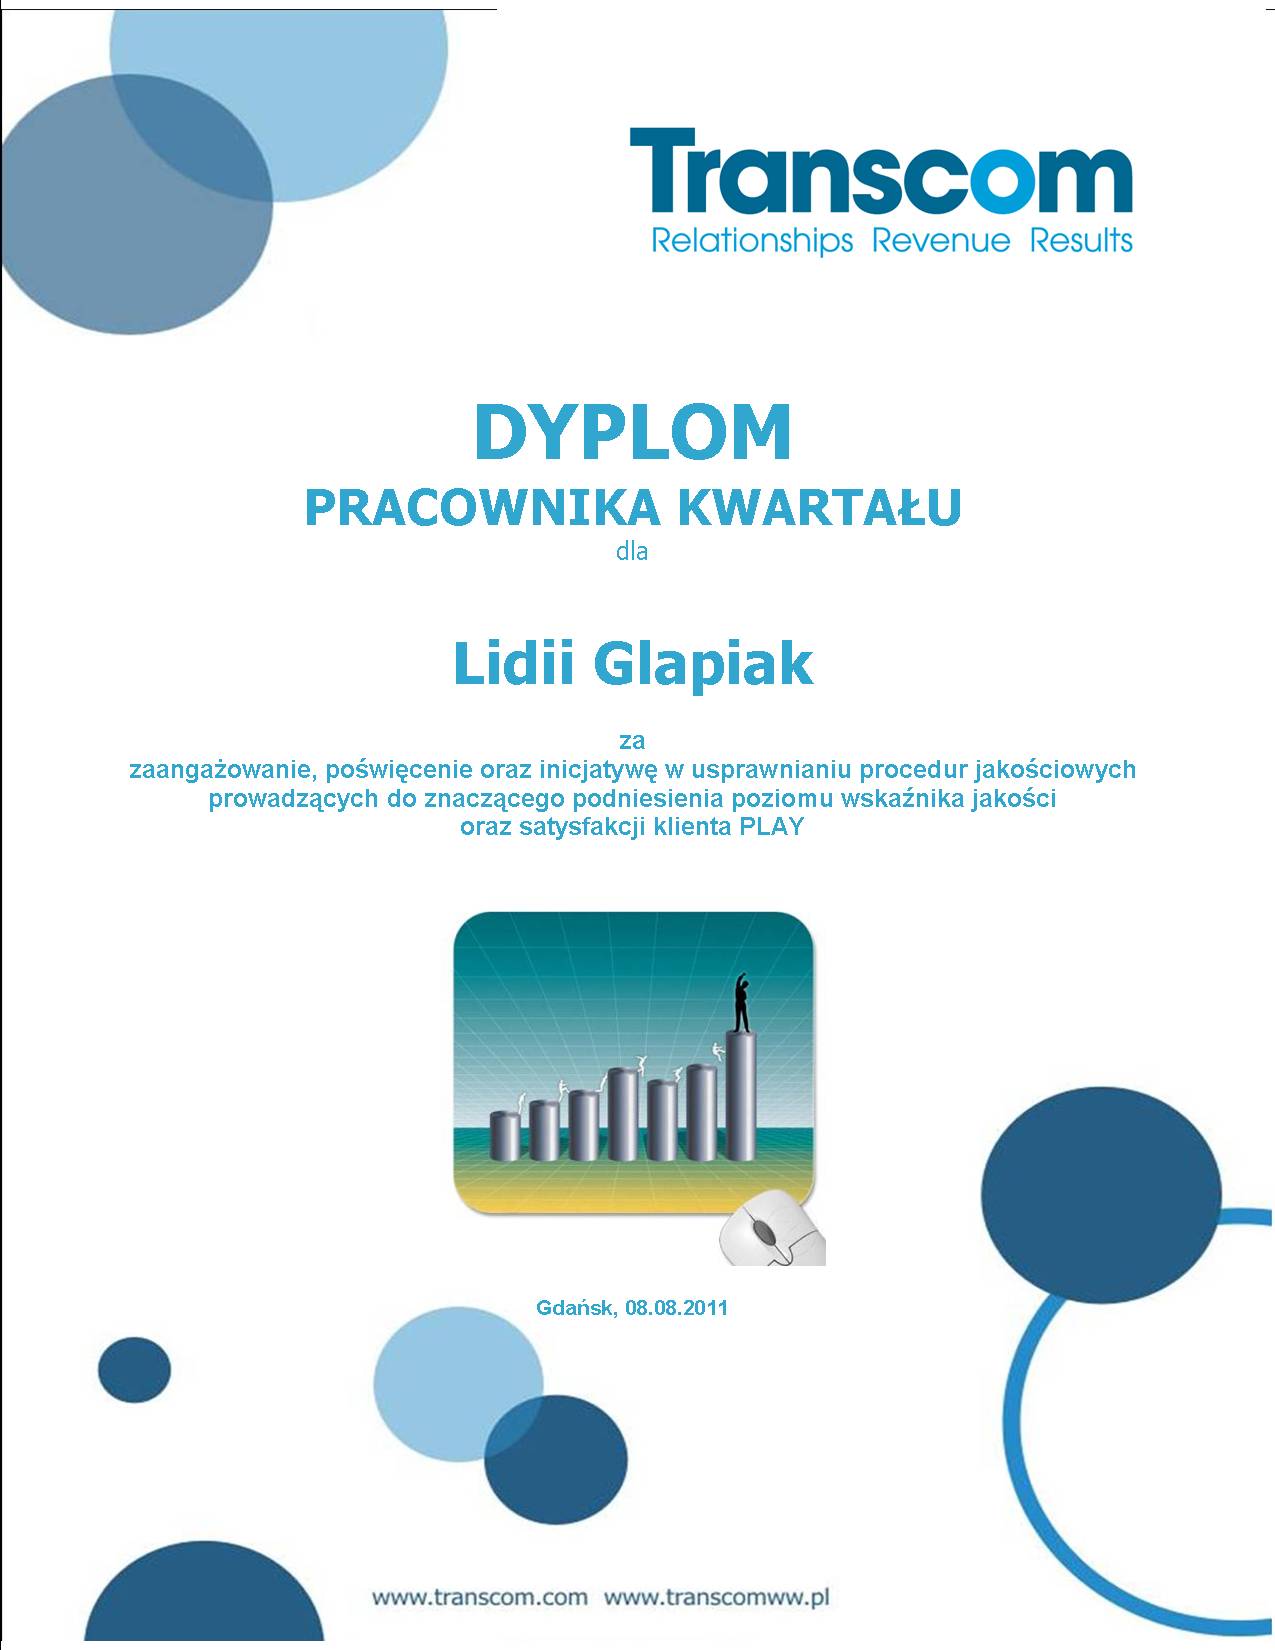 Transcom
Relationships Revenue Results
DYPLOM
PRACOWNIKA KWARTAŁU
dla
Lidii Glapiak
za
zaangażowanie, poświęcenie oraz inicjatywę w usprawnianiu procedur jakościowych
prowadzących do znaczącego podniesienia poziomu wskaźnika jakości
oraz satysfakcji klienta PLAY
Gdańsk, 08.08.2011
www.transcom.com www.transcomww.pl